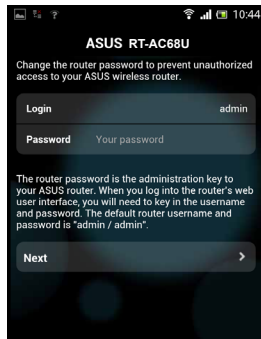 10:44
ASUS RT-AC68U
Change the router password to prevent unauthorized
access to your ASUS wireless router.
Login admin
Password Your password
The router password is the administration key to
your ASUS router. When you log into the router's web
user interface, you will need to key in the username
and password. The default router username and
password is "admin / admin".
Next